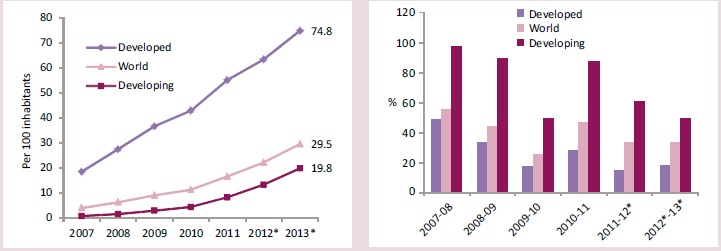 80
70
60
50
40
30
20
10
0
Per 100 inhabitants
Developed
World
Developing
74.8
29.5
19.8
2007 2008 2009 2010 2011 2012* 2013*
120
100
80
60
40
20
0
%
Developed
World
Developing
2007-08 2008-09 2009-10 2010-11 2011-12* 2012*-13*